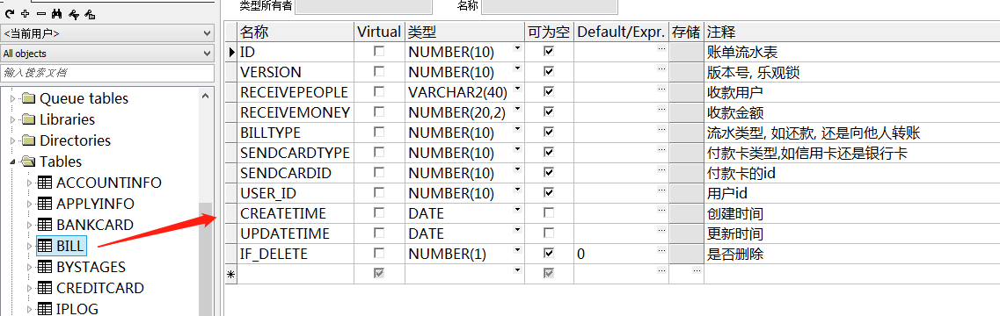 类型所有者 名称
<当前用户>
All objects
输入搜索文档
Queue tables
Libraries
Directories
Tables
ACCOUNTINFO
APPLYINFO
BANKCARD
BILL
BYSTAGES
CREDITCARD
IPLOG
名称 Virtual 类型 可为空 Default/Expr. 存储 注释
ID NUMBER(10) 账单流水表
VERSION NUMBER(10) 版本号, 乐观锁
RECEIVEPEOPLE VARCHAR2(40) 收款用户
RECEIVEMONEY NUMBER(20,2) 收款金额
BILLTYPE NUMBER(10) 流水类型, 如还款, 还是向他人转账
SENDCARDTYPE NUMBER(10) 付款卡类型,如信用卡还是银行卡
SENDCARDID NUMBER(10) 付款卡的id
USER_ID NUMBER(10) 用户id
CREATETIME DATE 创建时间
UPDATETIME DATE 更新时间
IF_DELETE NUMBER(1) 0 是否删除